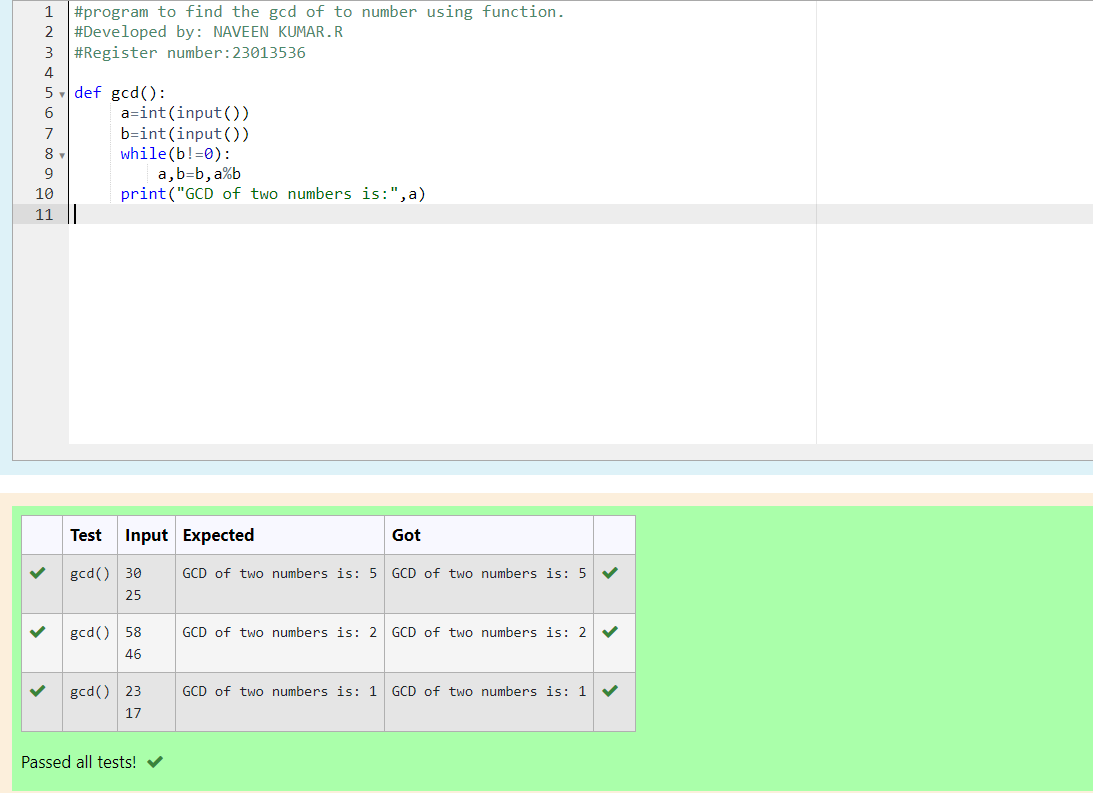 1 #program to find the gcd of to number using function.
2 #Developed by: NAVEEN KUMAR.R
3 #Register number:23013536
4
5 def gcd():
6 a=int(input())
7 b=int(input())
8 while(b!=0):
9 a,b=b,a%b
10 print("GCD of two numbers is:",a)
11
Test Input Expected Got
gcd() 30 GCD of two numbers is: 5 GCD of two numbers is: 5
25
gcd() 58 GCD of two numbers is: 2 GCD of two numbers is: 2
46
gcd() 23 GCD of two numbers is: 1 GCD of two numbers is: 1
17
Passed all tests!